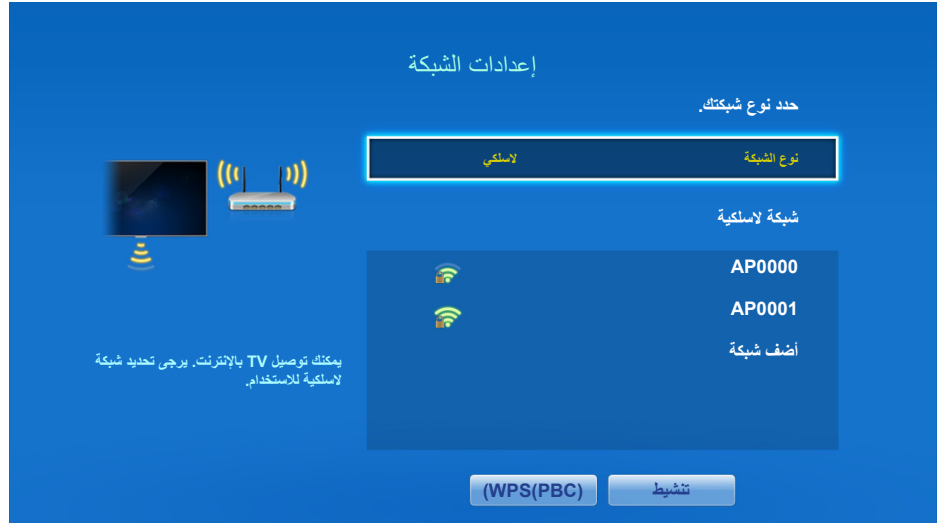 إعدادات الشبكة
حدد نوع شبكتك.
نوع الشبكة لاسلكي
شبكة لاسلكية
AP0000
AP0001
أضف شبكة
يمكنك توصيل TV بالإنترنت. يرجى تحديد شبكة
لاسلكية للاستخدام.
تنشيط WPS(PBC)‎)